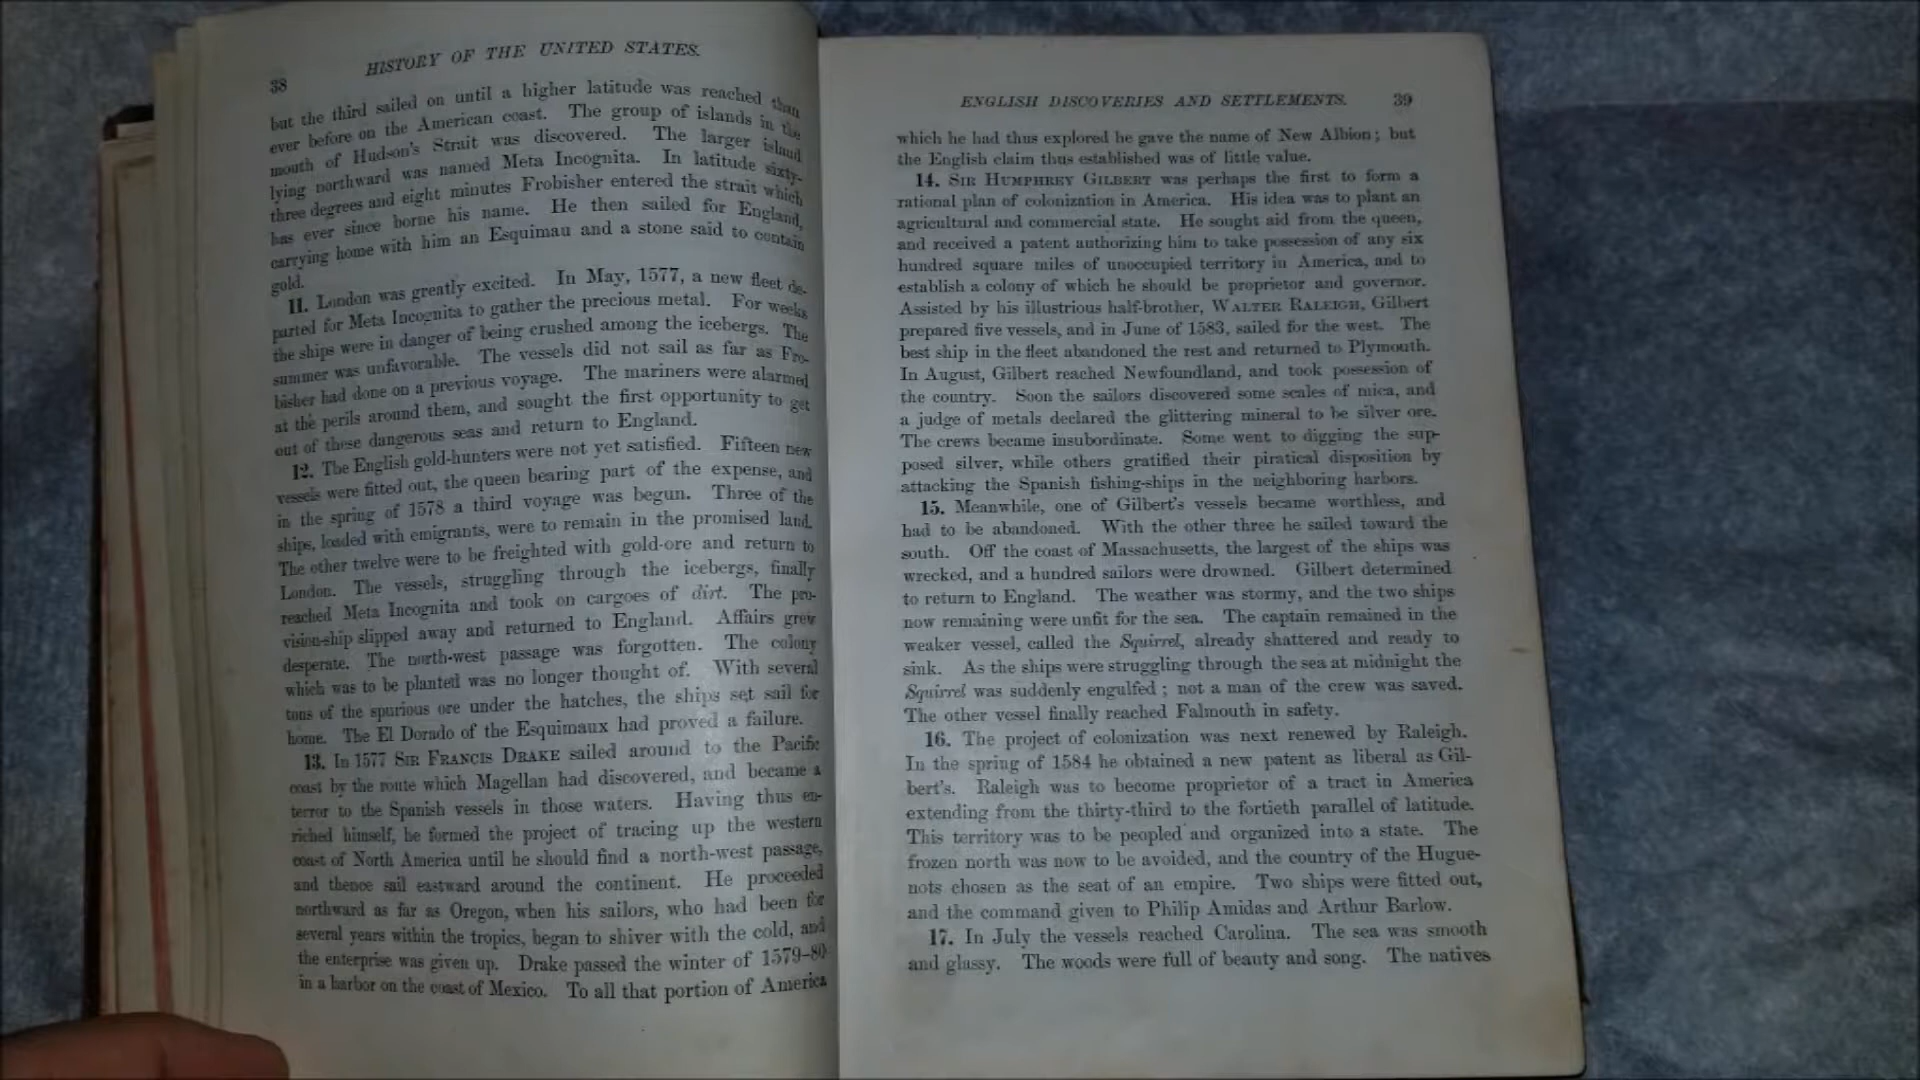 38
HISTORY OF THE UNITED STATES.
but the third sailed on until a higher latitude was reached than
ever before on the American coast. The group of islands in the
mouth of Hudson's Strait was discovered. The larger island
lying northward was named Meta Incognita. In latitude sixty-
three degrees and eight minutes Frobisher entered the strait which
has ever since borne his name. He then sailed for England,
carrying home with him an Esquimau and a stone said to contain
gold.
11. London was greatly excited. In May, 1577, a new fleet de-
parted for Meta Incognita to gather the precious metal. For weeks
the ships were in danger of being crushed among the icebergs. The
summer was unfavorable. The vessels did not sail as far as Fro-
bisher had done on a previous voyage. The mariners were alarmed
at the perils around them, and sought the first opportunity to get
out of these dangerous seas and return to England.
12. The English gold-hunters were not yet satisfied. Fifteen new
vessels were fitted out, the queen bearing part of the expense, and
in the spring of 1578 a third voyage was begun. Three of the
ships, loaded with emigrants, were to remain in the promised land.
The other twelve were to be freighted with gold-ore and return to
London. The vessels, struggling through the icebergs, finally
reached Meta Incognita and took on cargoes of dirt. The pro-
vision-ship slipped away and returned to England. Affairs grew
desperate. The north-west passage was forgotten. The colony
which was to be planted was no longer thought of. With several
tons of the spurious ore under the hatches, the ships set sail for
home. The El Dorado of the Esquimaux had proved a failure.
13. In 1577 SIR FRANCIS DRAKE sailed around to the Pacific
coast by the route which Magellan had discovered, and became a
terror to the Spanish vessels in those waters. Having thus en-
riched himself, he formed the project of tracing up the western
coast of North America until he should find a north-west passage,
and thence sail eastward around the continent. He proceeded
northward as far as Oregon, when his sailors, who had been for
several years within the tropics, began to shiver with the cold, and
the enterprise was given up. Drake passed the winter of 1579-80
in a harbor on the coast of Mexico. To all that portion of America
ENGLISH DISCOVERIES AND SETTLEMENTS. 39
which he had thus explored he gave the name of New Albion; but
the English claim thus established was of little value.
14. SIR HUMPHREY GILBERT was perhaps the first to form a
rational plan of colonization in America. His idea was to plant an
agricultural and commercial state. He sought aid from the queen,
and received a patent authorizing him to take possession of any six
hundred square miles of unoccupied territory in America, and to
establish a colony of which he should be proprietor and governor.
Assisted by his illustrious half-brother, WALTER RALEIGH, Gilbert
prepared five vessels, and in June of 1583, sailed for the west. The
best ship in the fleet abandoned the rest and returned to Plymouth.
In August, Gilbert reached Newfoundland, and took possession of
the country. Soon the sailors discovered some scales of mica, and
a judge of metals declared the glittering mineral to be silver ore.
The crews became insubordinate. Some went to digging the sup-
posed silver, while others gratified their piratical disposition by
attacking the Spanish fishing-ships in the neighboring harbors.
15. Meanwhile, one of Gilbert's vessels became worthless, and
had to be abandoned. With the other three he sailed toward the
south. Off the coast of Massachusetts, the largest of the ships was
wrecked, and a hundred sailors were drowned. Gilbert determined
to return to England. The weather was stormy, and the two ships
now remaining were unfit for the sea. The captain remained in the
weaker vessel, called the Squirrel, already shattered and ready to
sink. As the ships were struggling through the sea at midnight the
Squirrel was suddenly engulfed; not a man of the crew was saved.
The other vessel finally reached Falmouth in safety.
16. The project of colonization was next renewed by Raleigh.
In the spring of 1584 he obtained a new patent as liberal as Gil-
bert's. Raleigh was to become proprietor of a tract in America
extending from the thirty-third to the fortieth parallel of latitude.
This territory was to be peopled and organized into a state. The
frozen north was now to be avoided, and the country of the Hugue-
nots chosen as the seat of an empire. Two ships were fitted out,
and the command given to Philip Amidas and Arthur Barlow.
17. In July the vessels reached Carolina. The sea was smooth
and glassy. The woods were full of beauty and song. The natives